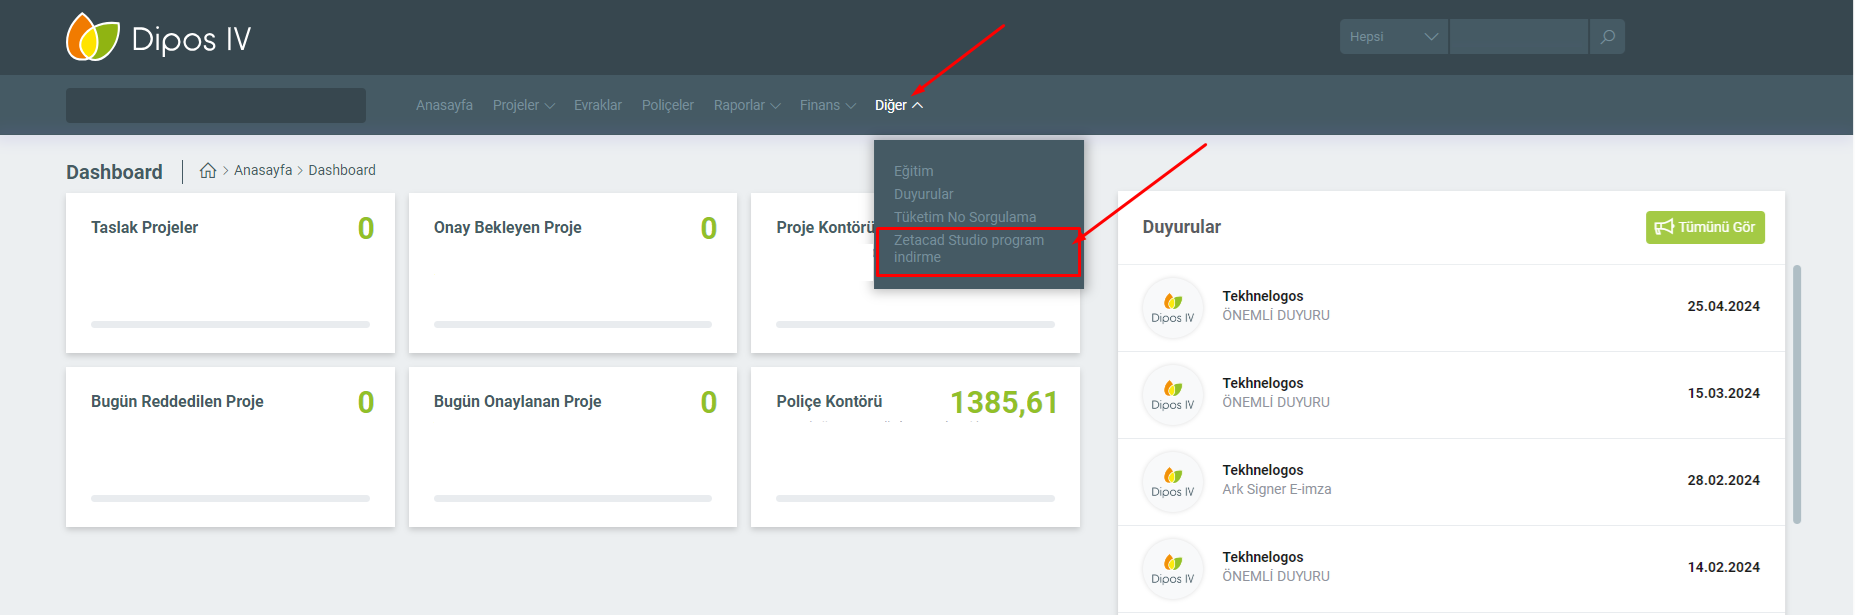 Dipos IV
Hepsi
Anasayfa Projeler Evraklar Poliçeler Raporlar Finans Diğer
Eğitim
Duyurular
Tüketim No Sorgulama
Zetacad Studio program
indirme
Dashboard Anasayfa Dashboard
Taslak Projeler 0
Onay Bekleyen Proje 0
Proje Kontörü
Bugün Reddedilen Proje 0
Bugün Onaylanan Proje 0
Poliçe Kontörü 1385,61
Duyurular Tümünü Gör
Dipos IV
Tekhnelogos
ÖNEMLİ DUYURU
25.04.2024
Dipos IV
Tekhnelogos
ÖNEMLİ DUYURU
15.03.2024
Dipos IV
Tekhnelogos
Ark Signer E-imza
28.02.2024
Dipos IV
Tekhnelogos
ÖNEMLİ DUYURU
14.02.2024